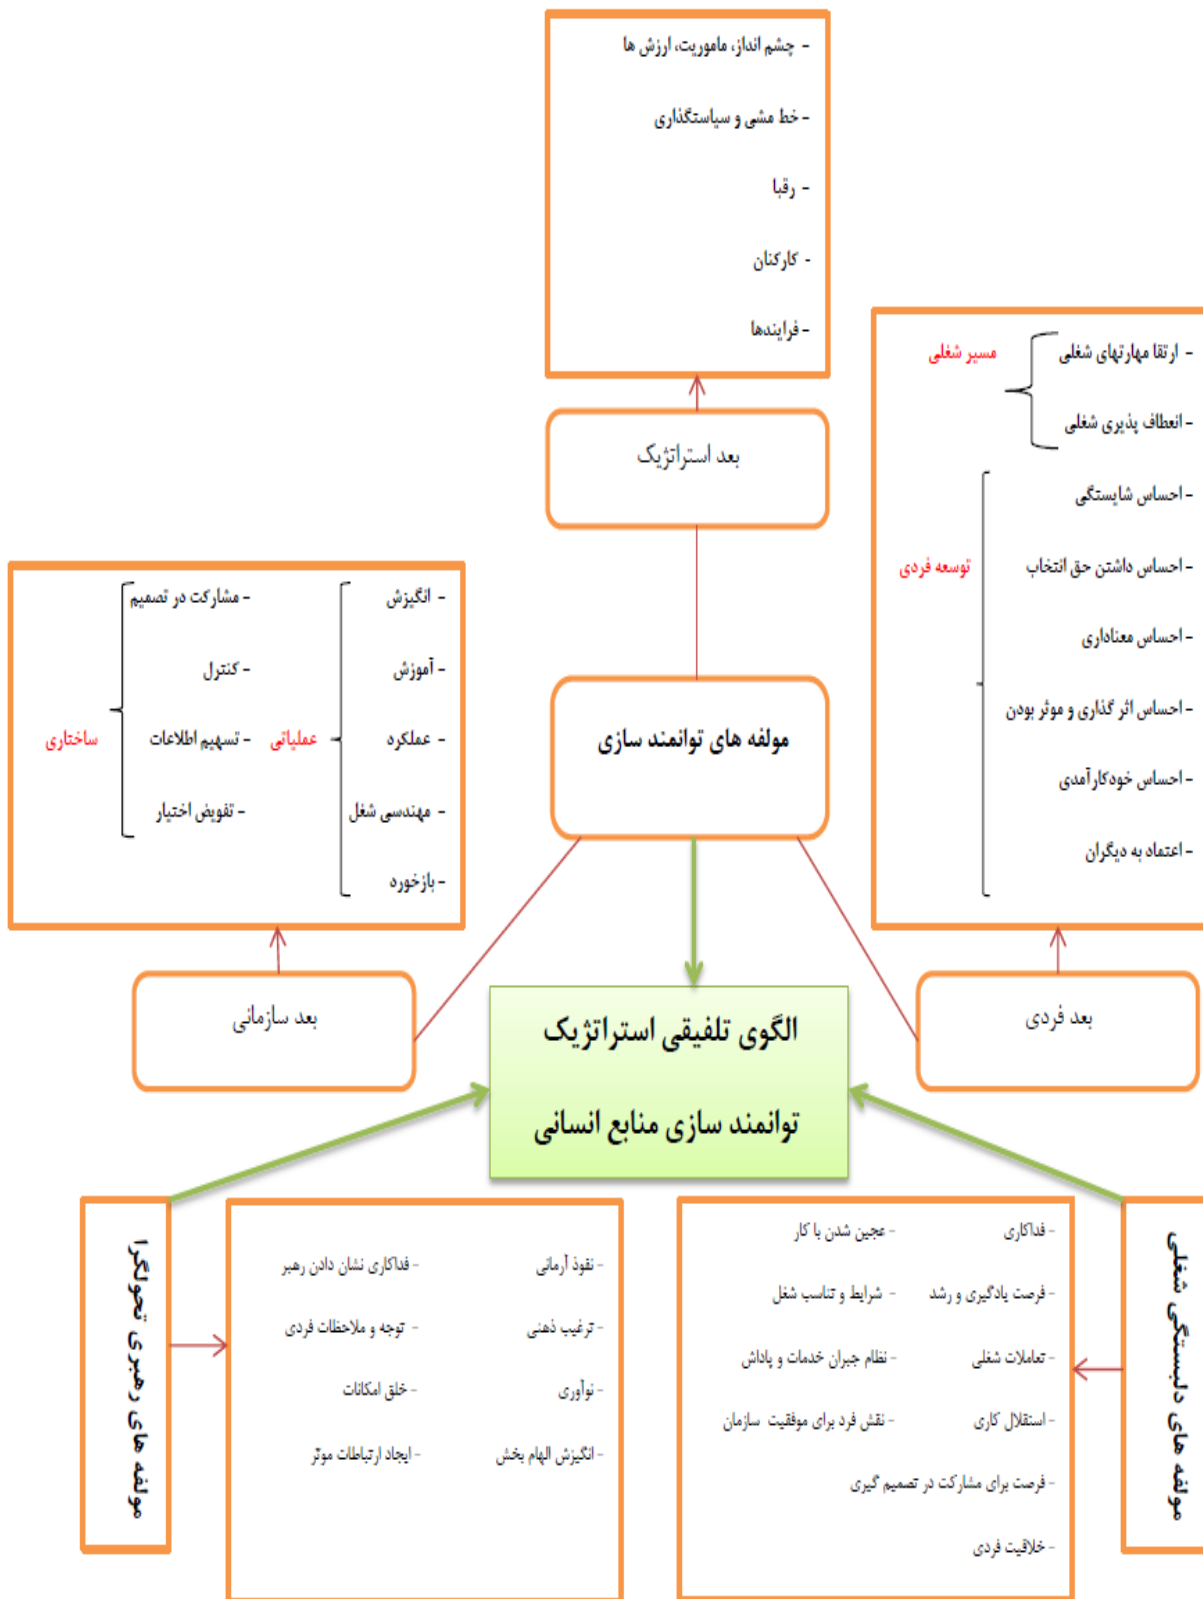 - چشم انداز، ماموریت، ارزش ها
- خط مشی و سیاستگذاری
- رقبا
- کارکنان
- فرایندها
بعد استراتژیک
- ارتقا مهارتهای شغلی
- انعطاف پذیری شغلی
مسیر شغلی
- احساس شایستگی
- احساس داشتن حق انتخاب
- احساس معناداری
- احساس اثر گذاری و موثر بودن
- احساس خودکارآمدی
- اعتماد به دیگران
توسعه فردی
بعد فردی
مولفه های توانمند سازی
- انگیزش
- آموزش
- عملکرد
- مهندسی شغل
- بازخورد
عملیاتی
- مشارکت در تصمیم
- کنترل
- تسهیم اطلاعات
- تفویض اختیار
ساختاری
بعد سازمانی
الگوی تلفیقی استراتژیک
توانمند سازی منابع انسانی
مولفه های دلبستگی شغلی
- فداکاری
- عجین شدن با کار
- فرصت یادگیری و رشد
- شرایط و تناسب شغل
- تعاملات شغلی
- نظام جبران خدمات و پاداش
- استقلال کاری
- نقش فرد برای موفقیت سازمان
- فرصت برای مشارکت در تصمیم گیری
- خلاقیت فردی
- نفوذ آرمانی
- فداکاری نشان دادن رهبر
- ترغیب ذهنی
- توجه و ملاحظات فردی
- نوآوری
- خلق امکانات
- انگیزش الهام بخش
- ایجاد ارتباطات موثر
مولفه های رهبری تحولگرا